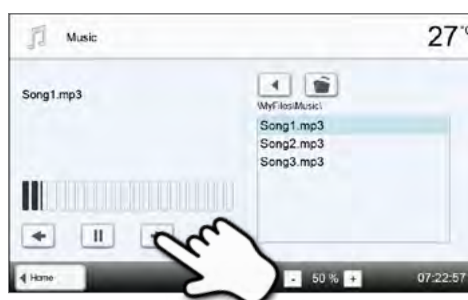 Music
27°C
Song1.mp3
\MyFiles\Music\
Song1.mp3
Song2.mp3
Song3.mp3
Home
- 50 % +
07:22:57